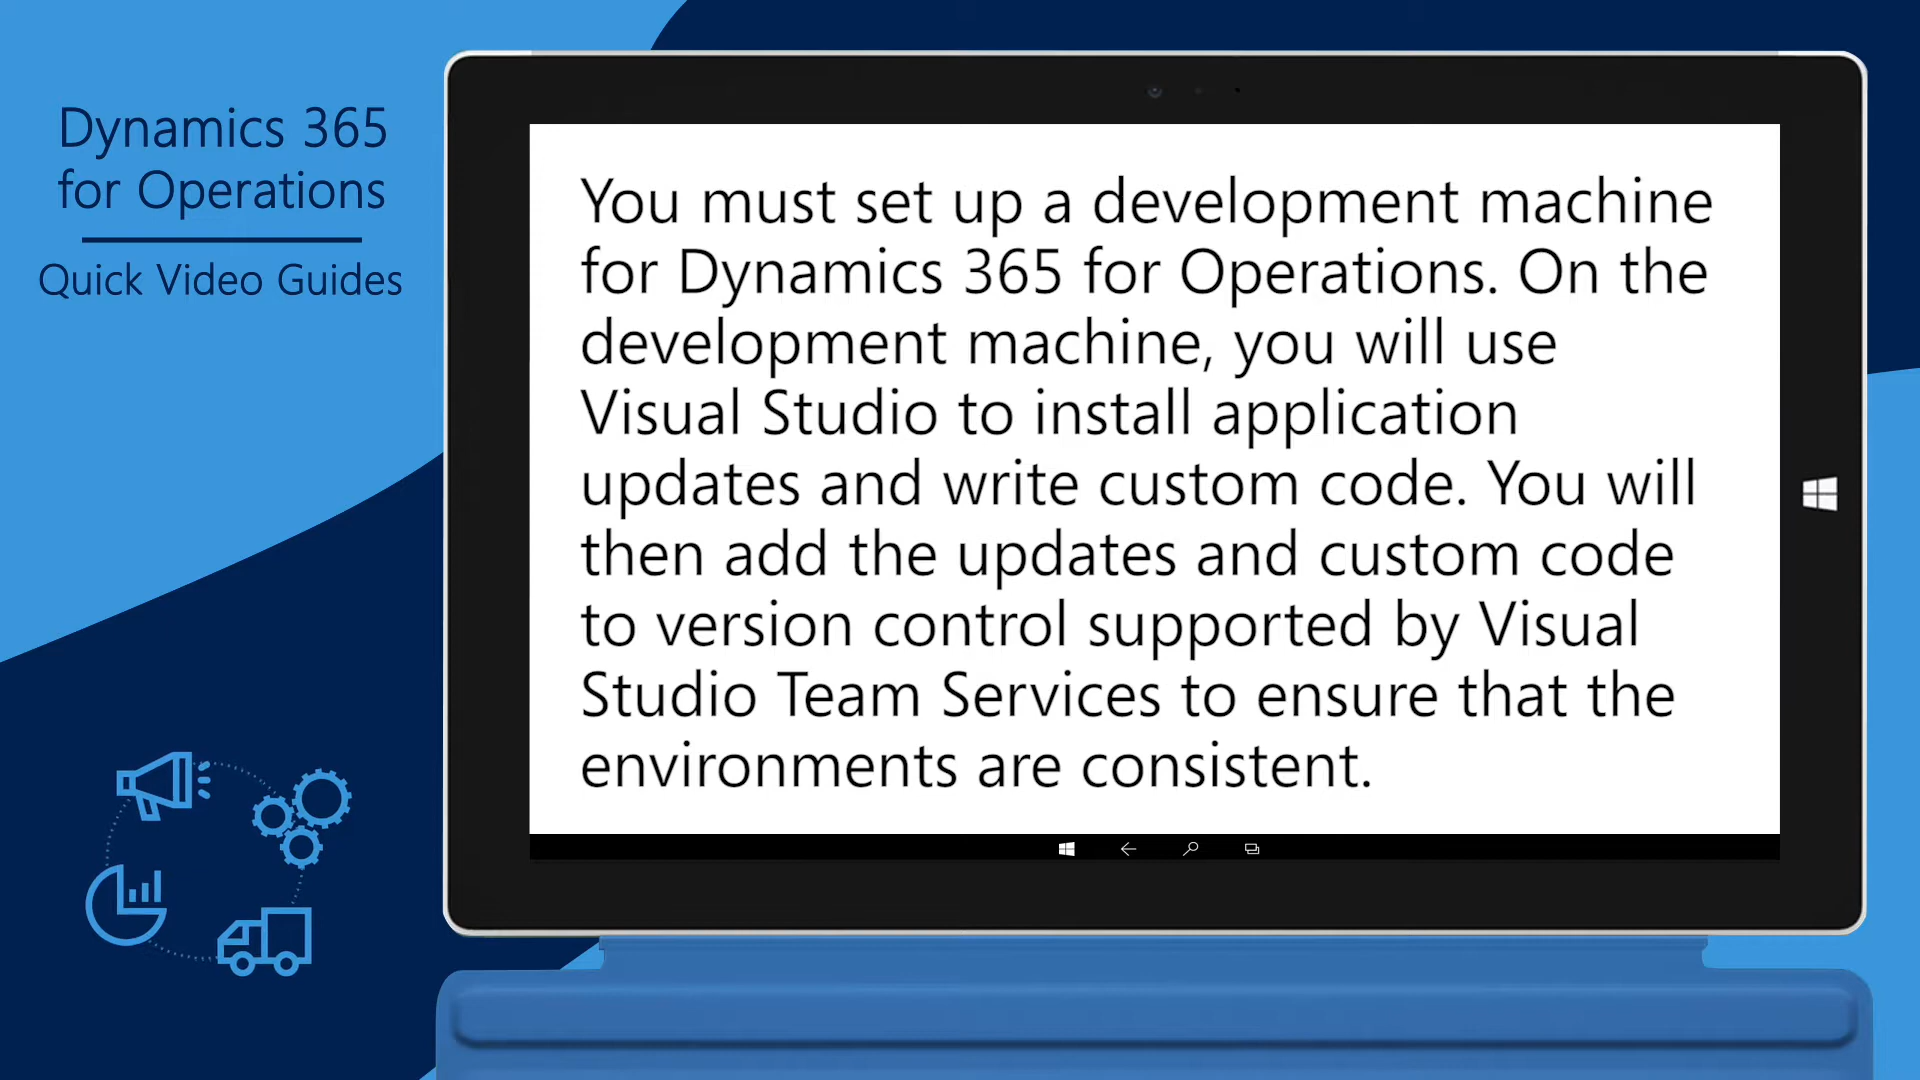 Dynamics 365
for Operations
Quick Video Guides
You must set up a development machine
for Dynamics 365 for Operations. On the
development machine, you will use
Visual Studio to install application
updates and write custom code. You will
then add the updates and custom code
to version control supported by Visual
Studio Team Services to ensure that the
environments are consistent.